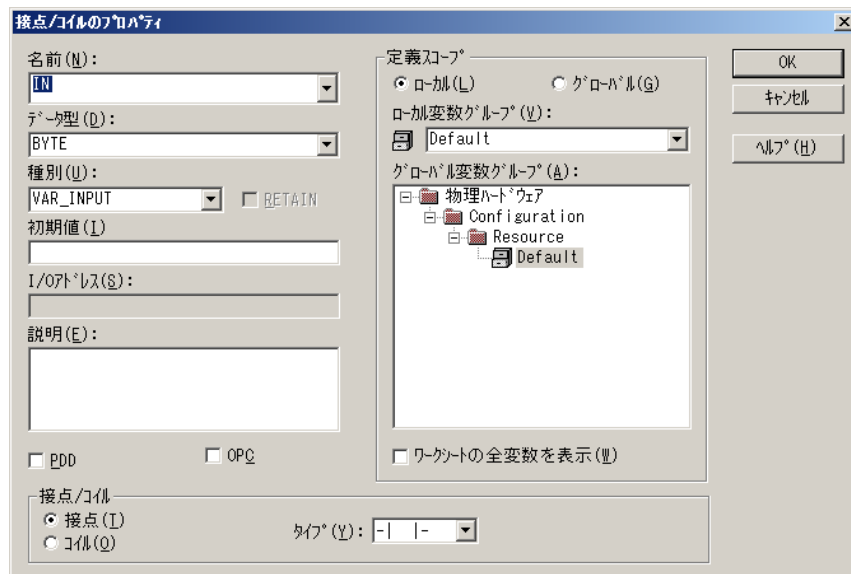 接点/ｺｲﾙのﾌﾟﾛﾊﾟﾃｨ
名前(N):
IN
ﾃﾞｰﾀ型(D):
BYTE
種別(U):
VAR_INPUT
RETAIN
初期値(I)
I/Oｱﾄﾞﾚｽ(S):
説明(E):
PDD
OPC
定義ｽｺｰﾌﾟ
ﾛｰｶﾙ(L)
ｸﾞﾛｰﾊﾞﾙ(G)
ﾛｰｶﾙ変数ｸﾞﾙｰﾌﾟ(V):
Default
ｸﾞﾛｰﾊﾞﾙ変数ｸﾞﾙｰﾌﾟ(A):
物理ﾊｰﾄﾞｳｪｱ
Configuration
Resource
Default
ﾜｰｸｼｰﾄの全変数を表示(W)
OK
ｷｬﾝｾﾙ
ﾍﾙﾌﾟ(H)
接点/ｺｲﾙ
接点(T)
ｺｲﾙ(O)
ﾀｲﾌﾟ(Y):
-| |-